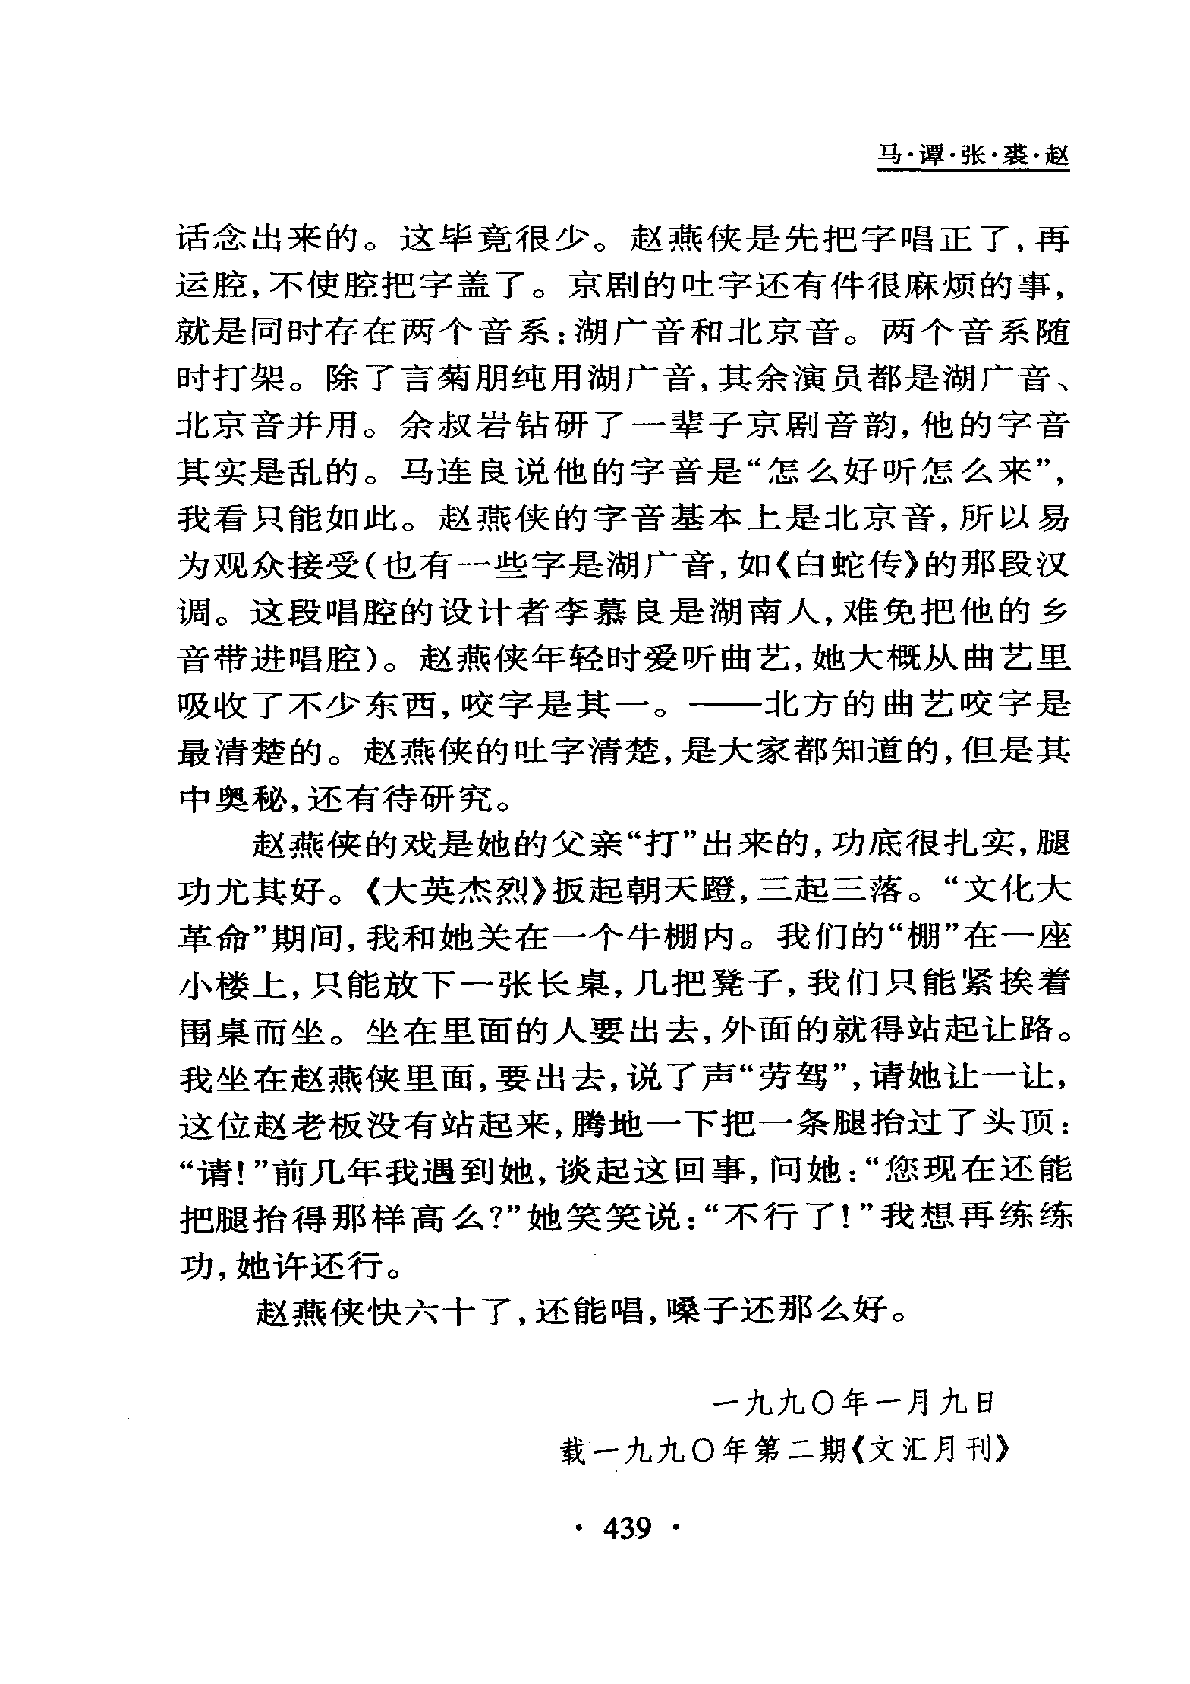 马·谭·张·裘·赵
话念出来的。这毕竟很少。赵燕侠是先把字唱正了，再
运腔，不使腔把字盖了。京剧的吐字还有件很麻烦的事，
就是同时存在两个音系：湖广音和北京音。两个音系随
时打架。除了言菊朋纯用湖广音，其余演员都是湖广音、
北京音并用。余叔岩钻研了一辈子京剧音韵，他的字音
其实是乱的。马连良说他的字音是“怎么好听怎么来”，
我看只能如此。赵燕侠的字音基本上是北京音，所以易
为观众接受（也有一些字是湖广音，如《白蛇传》的那段汉
调。这段唱腔的设计者李慕良是湖南人，难免把他的乡
音带进唱腔）。赵燕侠年轻时爱听曲艺，她大概从曲艺里
吸收了不少东西，咬字是其一。——北方的曲艺咬字是
最清楚的。赵燕侠的吐字清楚，是大家都知道的，但是其
中奥秘，还有待研究。
赵燕侠的戏是她的父亲“打”出来的，功底很扎实，腿
功尤其好。《大英杰烈》扳起朝天蹬，三起三落。“文化大
革命”期间，我和她关在一个牛棚内。我们的“棚”在一座
小楼上，只能放下一张长桌，几把凳子，我们只能紧挨着
围桌而坐。坐在里面的人要出去，外面的就得站起让路。
我坐在赵燕侠里面，要出去，说了声“劳驾”，请她让一让，
这位赵老板没有站起来，腾地一下把一条腿抬过了头顶：
“请！”前几年我遇到她，谈起这回事，问她：“您现在还能
把腿抬得那样高么？”她笑笑说：“不行了！”我想再练练
功，她许还行。
赵燕侠快六十了，还能唱，嗓子还那么好。
一九九〇年一月九日
载一九九〇年第二期《文汇月刊》
· 439 ·